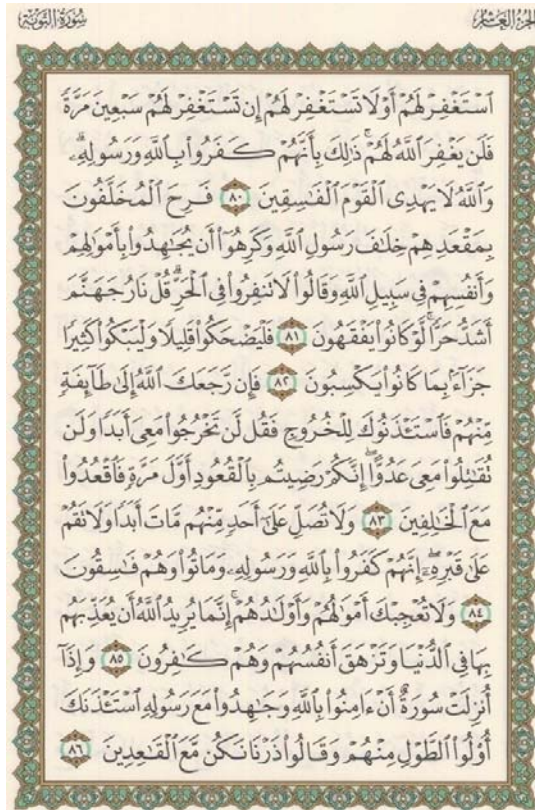 الجزء العاشر
سورة التوبة
ٱسْتَغْفِرْ لَهُمْ أَوْ لَا تَسْتَغْفِرْ لَهُمْ إِن تَسْتَغْفِرْ لَهُمْ سَبْعِينَ مَرَّةً
فَلَن يَغْفِرَ ٱللَّهُ لَهُمْ ۚ ذَٰلِكَ بِأَنَّهُمْ كَفَرُوا۟ بِٱللَّهِ وَرَسُولِهِۦ ۗ
وَٱللَّهُ لَا يَهْدِى ٱلْقَوْمَ ٱلْفَٰسِقِينَ ٨٠ فَرِحَ ٱلْمُخَلَّفُونَ
بِمَقْعَدِهِمْ خِلَٰفَ رَسُولِ ٱللَّهِ وَكَرِهُوٓا۟ أَن يُجَٰهِدُوا۟ بِأَمْوَٰلِهِمْ
وَأَنفُسِهِمْ فِى سَبِيلِ ٱللَّهِ وَقَالُوا۟ لَا تَنفِرُوا۟ فِى ٱلْحَرِّ ۗ قُلْ نَارُ جَهَنَّمَ
أَشَدُّ حَرًّا ۚ لَّوْ كَانُوا۟ يَفْقَهُونَ ٨١ فَلْيَضْحَكُوا۟ قَلِيلًا وَلْيَبْكُوا۟ كَثِيرًا
جَزَآءًۢ بِمَا كَانُوا۟ يَكْسِبُونَ ٨٢ فَإِن رَّجَعَكَ ٱللَّهُ إِلَىٰ طَآئِفَةٍ
مِّنْهُمْ فَٱسْتَـْٔذَنُوكَ لِلْخُرُوجِ فَقُل لَّن تَخْرُجُوا۟ مَعِىَ أَبَدًا وَلَن
تُقَٰتِلُوا۟ مَعِىَ عَدُوًّا ۖ إِنَّكُمْ رَضِيتُم بِٱلْقُعُودِ أَوَّلَ مَرَّةٍ فَٱقْعُدُوا۟
مَعَ ٱلْخَٰلِفِينَ ٨٣ وَلَا تُصَلِّ عَلَىٰٓ أَحَدٍ مِّنْهُم مَّاتَ أَبَدًا وَلَا تَقُمْ
عَلَىٰ قَبْرِهِۦٓ ۖ إِنَّهُمْ كَفَرُوا۟ بِٱللَّهِ وَرَسُولِهِۦ وَمَاتُوا۟ وَهُمْ فَٰسِقُونَ
٨٤ وَلَا تُعْجِبْكَ أَمْوَٰلُهُمْ وَأَوْلَٰدُهُمْ ۚ إِنَّمَا يُرِيدُ ٱللَّهُ أَن يُعَذِّبَهُم
بِهَا فِى ٱلدُّنْيَا وَتَزْهَقَ أَنفُسُهُمْ وَهُمْ كَٰفِرُونَ ٨٥ وَإِذَآ
أُنزِلَتْ سُورَةٌ أَنْ ءَامِنُوا۟ بِٱللَّهِ وَجَٰهِدُوا۟ مَعَ رَسُولِهِ ٱسْتَـْٔذَنَكَ
أُو۟لُوا۟ ٱلطَّوْلِ مِنْهُمْ وَقَالُوا۟ ذَرْنَا نَكُن مَّعَ ٱلْقَٰعِدِينَ ٨٦